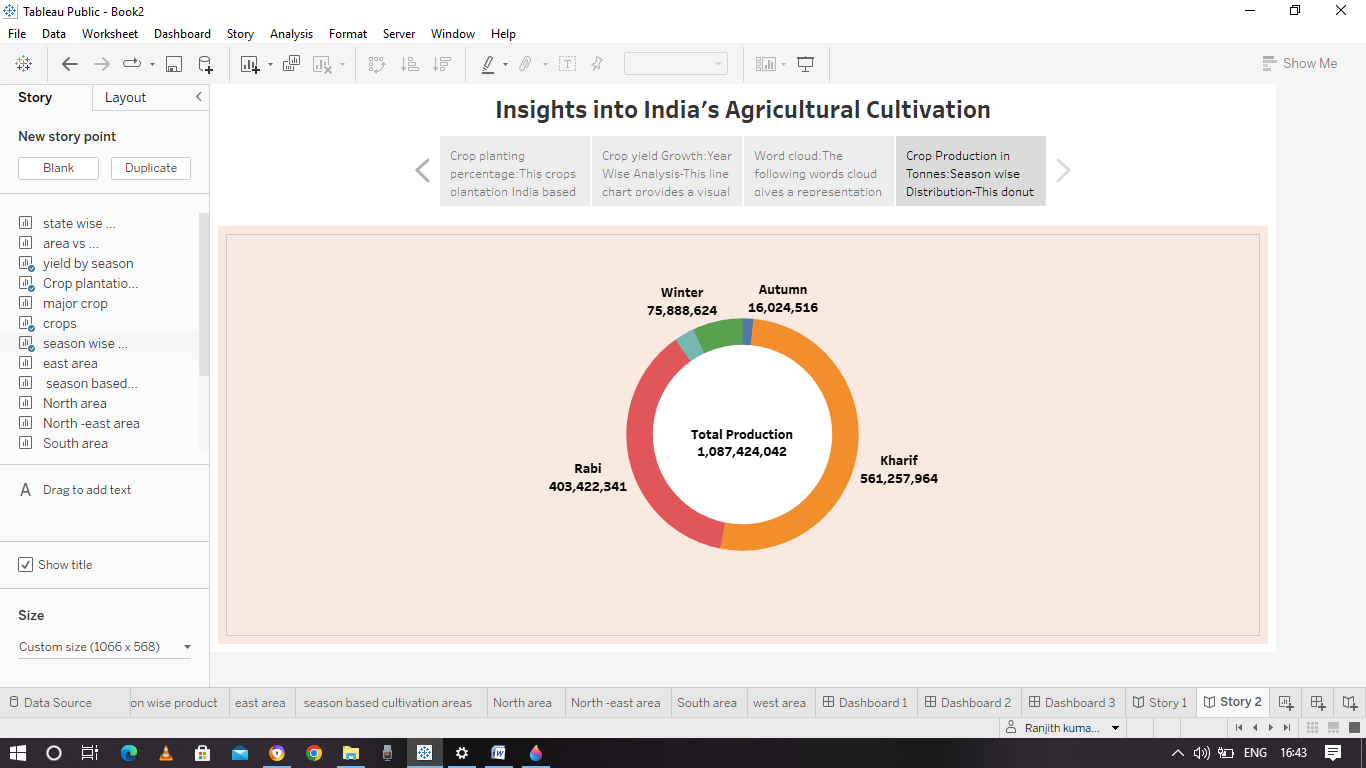 Tableau Public - Book2
File Data Worksheet Dashboard Story Analysis Format Server Window Help
Show Me
Story Layout
New story point
Blank Duplicate
state wise ...
area vs ...
yield by season
Crop plantatio...
major crop
crops
season wise ...
east area
season based...
North area
North -east area
South area
A Drag to add text
Show title
Size
Custom size (1066 x 568)
Insights into India's Agricultural Cultivation
Crop planting
percentage:This crops
plantation India based
Crop yield Growth:Year
Wise Analysis-This line
chart provides a visual
Word cloud:The
following words cloud
gives a representation
Crop Production in
Tonnes:Season wise
Distribution-This donut
Winter
75,888,624
Autumn
16,024,516
Total Production
1,087,424,042
Rabi
403,422,341
Kharif
561,257,964
Data Source on wise product east area season based cultivation areas North area North -east area South area west area Dashboard 1 Dashboard 2 Dashboard 3 Story 1 Story 2
Ranjith kuma...
ENG 16:43